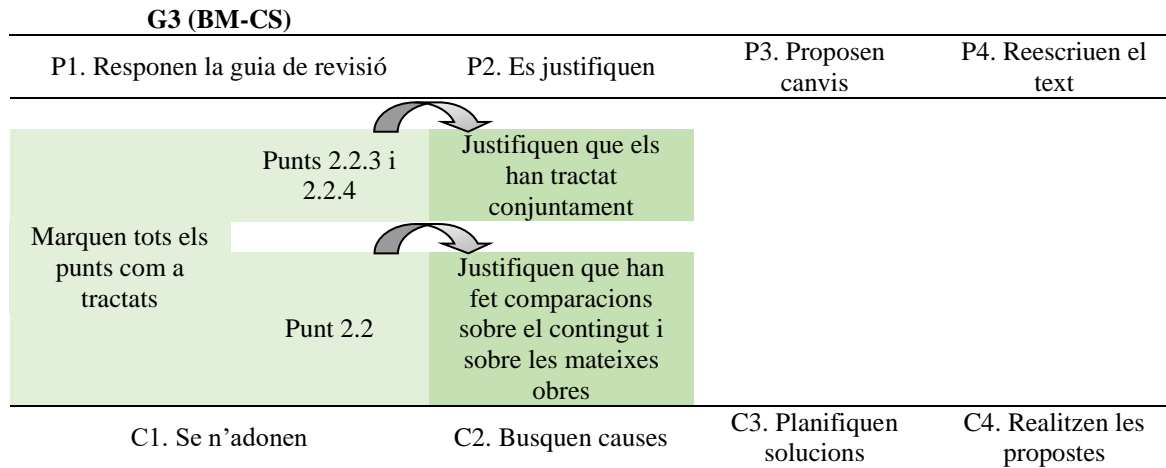 G3 (BM-CS)
P1. Responen la guia de revisió
P2. Es justifiquen
P3. Proposen
canvis
P4. Reescriuen el
text
Marquen tots els
punts com a
tractats
Punts 2.2.3 i
2.2.4
Justifiquen que els
han tractat
conjuntament
Punt 2.2
Justifiquen que han
fet comparacions
sobre el contingut i
sobre les mateixes
obres
C1. Se n’adonen
C2. Busquen causes
C3. Planifiquen
solucions
C4. Realitzen les
propostes